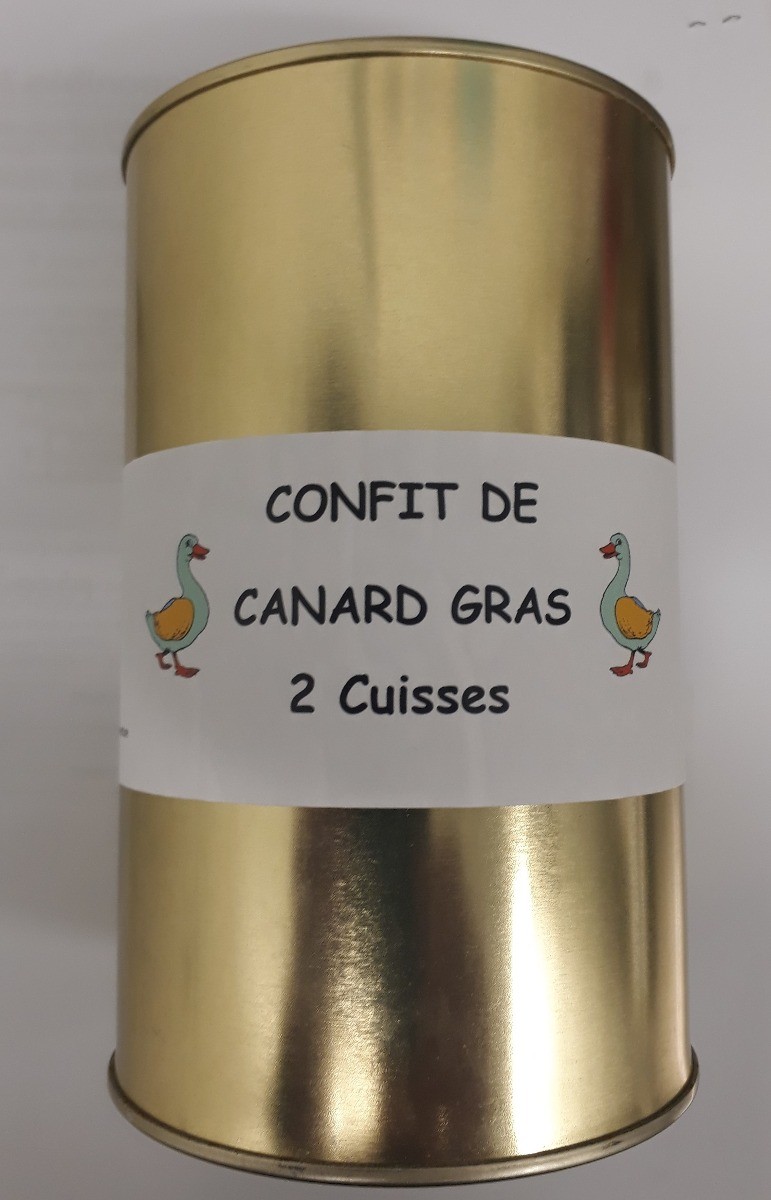 CONFIT DE
CANARD GRAS
2 Cuisses